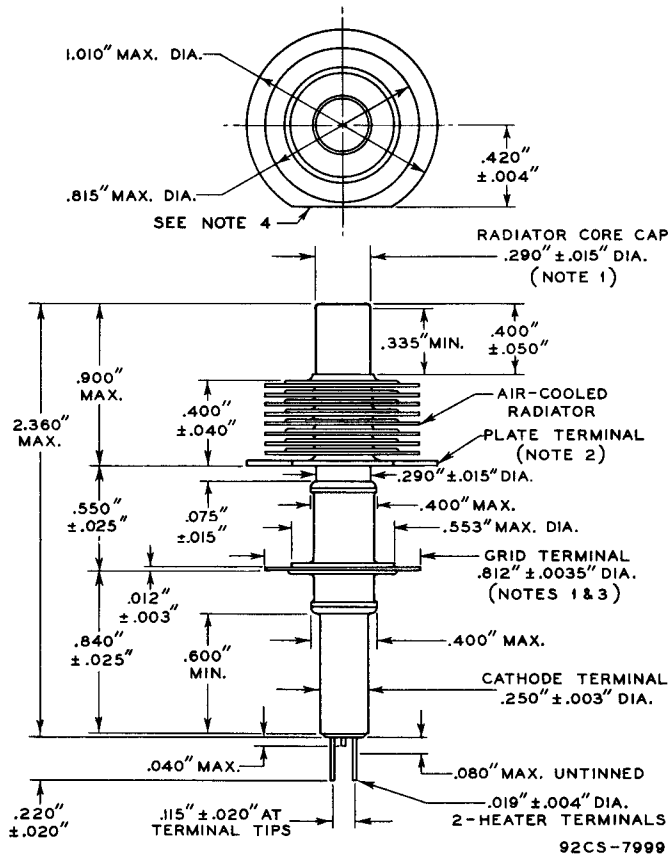 1.010" MAX. DIA.
.420"
±.004"
.815" MAX. DIA.
SEE NOTE 4
RADIATOR CORE CAP
.290" ±.015" DIA.
(NOTE 1)
.335" MIN.
.400"
±.050"
.900"
MAX.
.400"
±.040"
AIR-COOLED
RADIATOR
2.360"
MAX.
PLATE TERMINAL
(NOTE 2)
.290" ±.015" DIA.
.550"
±.025"
.075"
±.015"
.400" MAX.
.553" MAX. DIA.
GRID TERMINAL
.812" ±.0035" DIA.
(NOTES 1 & 3)
.012"
±.003"
.840"
±.025"
.600"
MIN.
.400" MAX.
CATHODE TERMINAL
.250" ±.003" DIA.
.040" MAX.
.080" MAX. UNTINNED
.220"
±.020"
.115" ±.020" AT
TERMINAL TIPS
.019" ±.004" DIA.
2-HEATER TERMINALS
92CS-7999